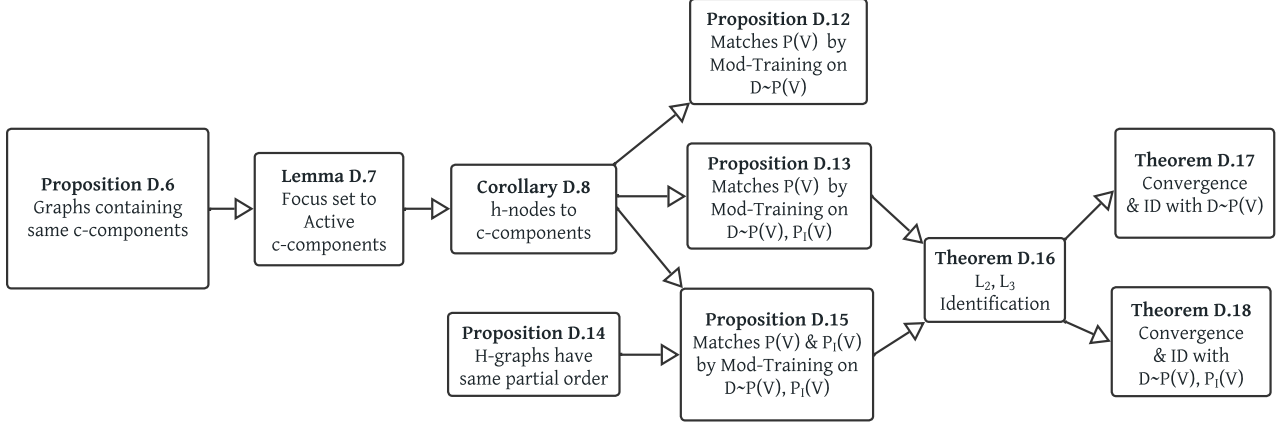 Proposition D.6
Graphs containing
same c-components
Lemma D.7
Focus set to
Active
c-components
Corollary D.8
h-nodes to
c-components
Proposition D.12
Matches P(V) by
Mod-Training on
D~P(V)
Proposition D.13
Matches P(V) by
Mod-Training on
D~P(V), P_I(V)
Proposition D.14
H-graphs have
same partial order
Proposition D.15
Matches P(V) & P_I(V)
by Mod-Training on
D~P(V), P_I(V)
Theorem D.16
L₂, L₃
Identification
Theorem D.17
Convergence
& ID with D~P(V)
Theorem D.18
Convergence
& ID with
D~P(V), P_I(V)